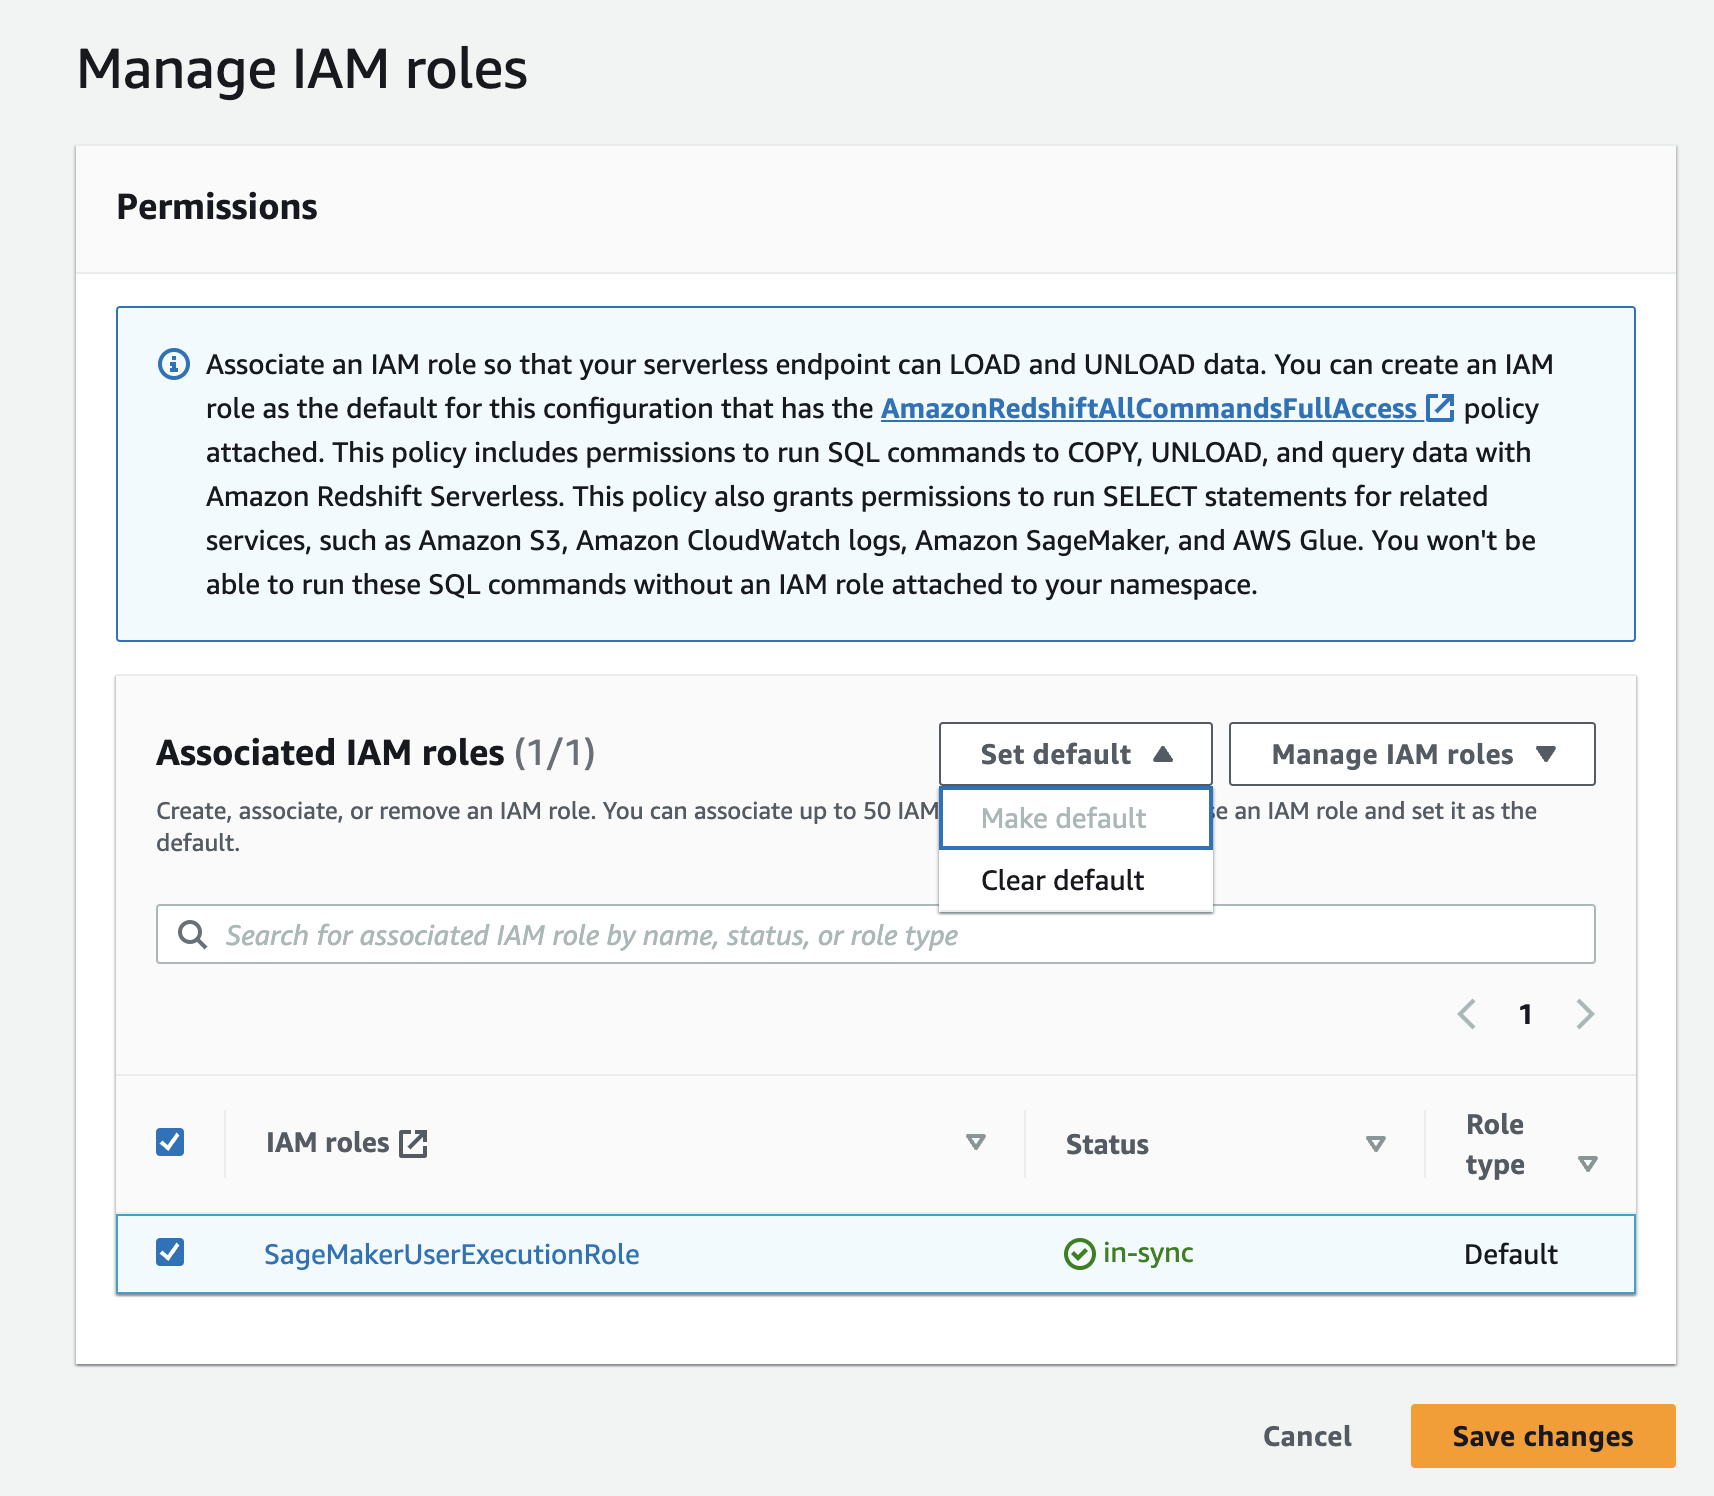 Manage IAM roles
Permissions
Associate an IAM role so that your serverless endpoint can LOAD and UNLOAD data. You can create an IAM
role as the default for this configuration that has the AmazonRedshiftAllCommandsFullAccess policy
attached. This policy includes permissions to run SQL commands to COPY, UNLOAD, and query data with
Amazon Redshift Serverless. This policy also grants permissions to run SELECT statements for related
services, such as Amazon S3, Amazon CloudWatch logs, Amazon SageMaker, and AWS Glue. You won't be
able to run these SQL commands without an IAM role attached to your namespace.
Associated IAM roles (1/1)
Set default
Manage IAM roles
Make default
Clear default
Create, associate, or remove an IAM role. You can associate up to 50 IAM an IAM role and set it as the
default.
Search for associated IAM role by name, status, or role type
1
IAM roles
Status
Role
type
SageMakerUserExecutionRole
in-sync
Default
Cancel
Save changes